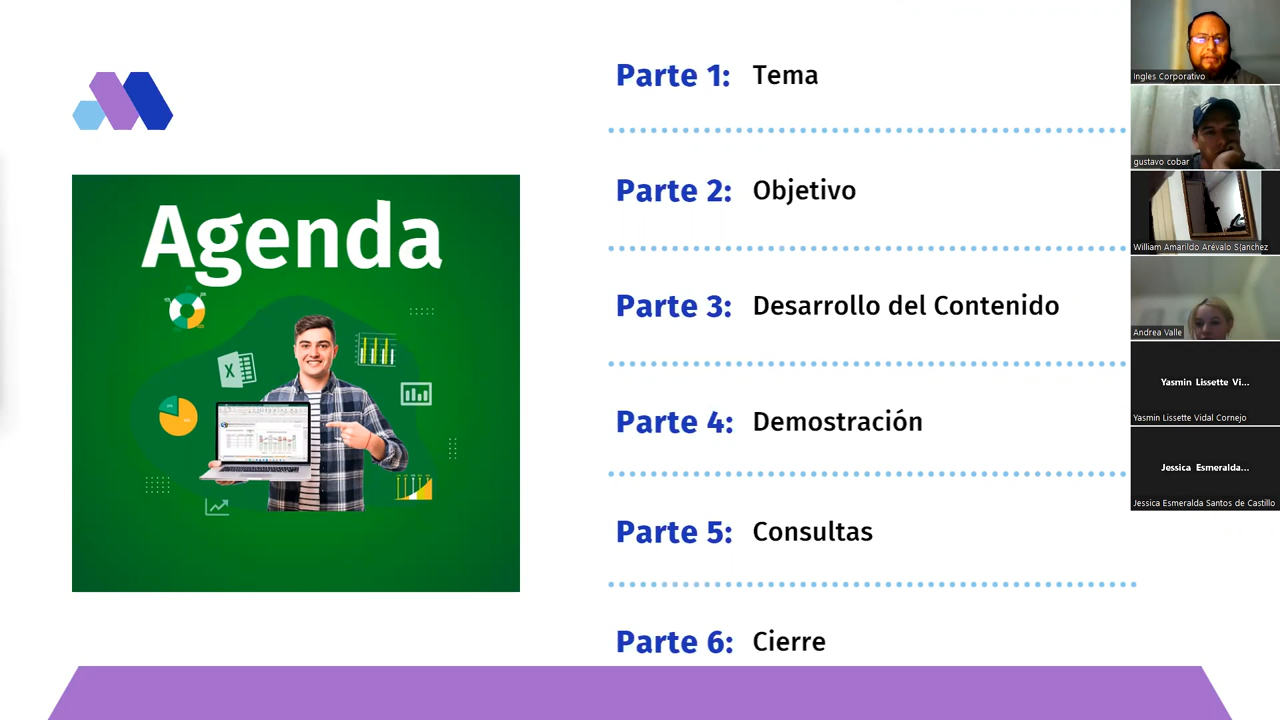 Agenda
X
Parte 1: Tema
Parte 2: Objetivo
Parte 3: Desarrollo del Contenido
Parte 4: Demostración
Parte 5: Consultas
Parte 6: Cierre
Ingles Corporativo
gustavo cobar
William Amarildo Arévalo S|anchez
Andrea Valle
Yasmin Lissette Vi...
Yasmin Lissette Vidal Cornejo
Jessica Esmeralda...
Jessica Esmeralda Santos de Castillo